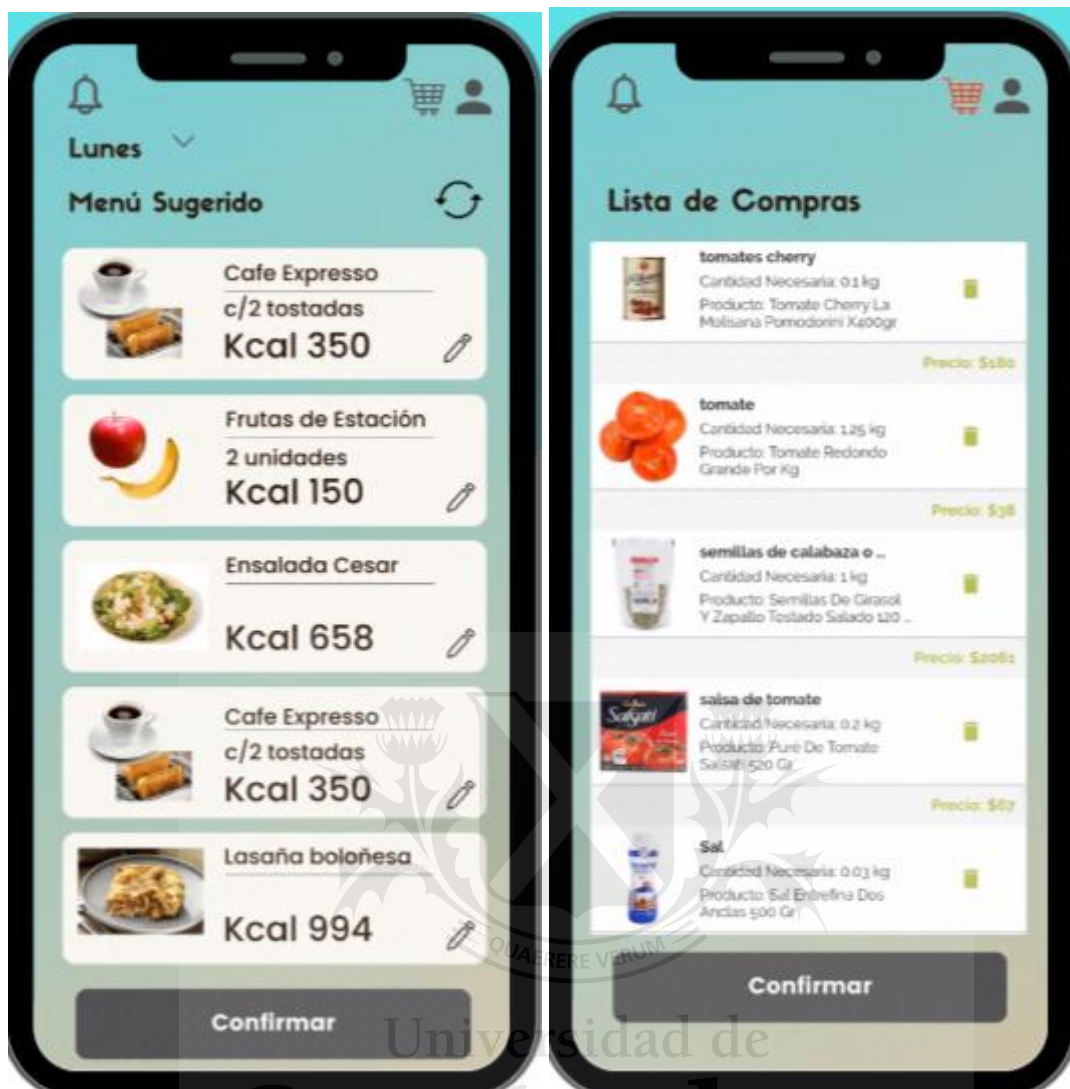 Lunes
Menú Sugerido
Cafe Expresso
c/2 tostadas
Kcal 350
Frutas de Estación
2 unidades
Kcal 150
Ensalada Cesar
Kcal 658
Cafe Expresso
c/2 tostadas
Kcal 350
Lasaña boloñesa
Kcal 994
Confirmar
Lista de Compras
tomates cherry
Cantidad Necesaria: 0.1 kg
Producto: Tomate Cherry La
Molisana Pomodorini X400gr
Precio: $180
tomate
Cantidad Necesaria: 1.25 kg
Producto: Tomate Redondo
Grande Por Kg
Precio: $38
semillas de calabaza o ...
Cantidad Necesaria: 1 kg
Producto: Semillas De Girasol
Y Zapallo Tostado Salado 120 ...
Precio: $2061
salsa de tomate
Cantidad Necesaria: 0.2 kg
Producto: Pure De Tomate
Salsati 520 Gr
Precio: $67
Salsati
Sal
Cantidad Necesaria: 0.03 kg
Producto: Sal Entrefina Dos
Anclas 500 Gr
Confirmar
QUAERERE VERUM
Universidad de